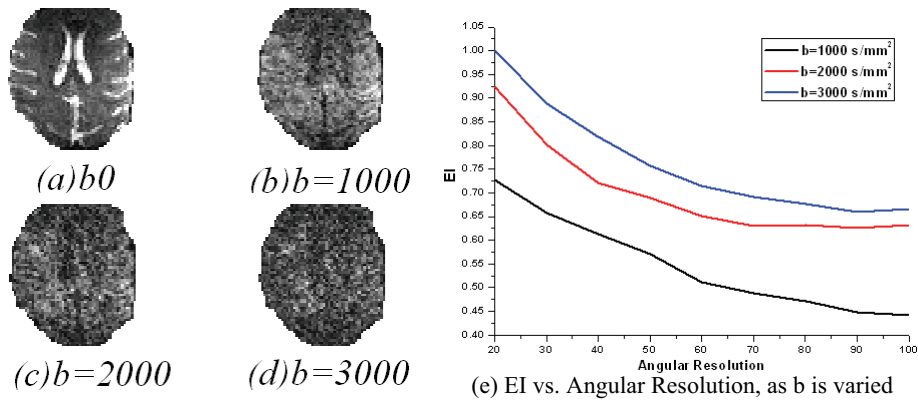 (a)b0
(b)b=1000
(c)b=2000
(d)b=3000
1.05
1.00
0.95
0.90
0.85
0.80
0.75
0.70
0.65
0.60
0.55
0.50
0.45
0.40
EI
b=1000 s/mm²
b=2000 s/mm²
b=3000 s/mm²
20 30 40 50 60 70 80 90 100
Angular Resolution
(e) EI vs. Angular Resolution, as b is varied